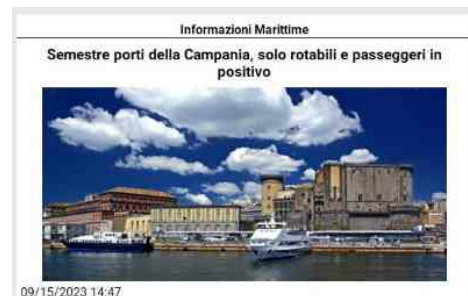 Informazioni Marittime
Semestre porti della Campania, solo rotabili e passeggeri in
positivo
09/15/2023 14:47